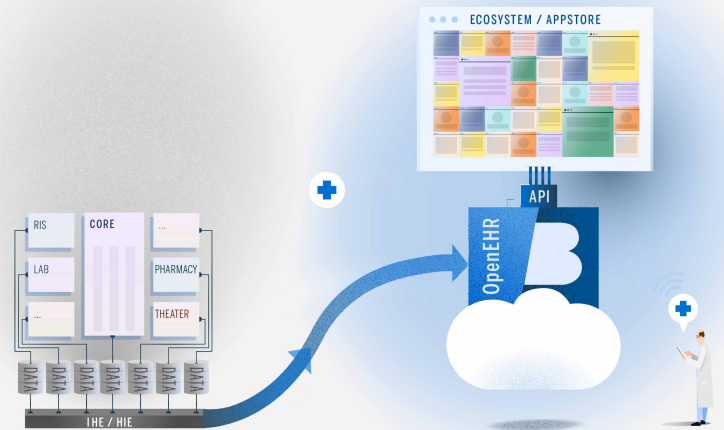 ECOSYSTEM / APPSTORE
API
OpenEHR
B
RIS
CORE
...
LAB
PHARMACY
...
THEATER
DATA
DATA
DATA
DATA
DATA
DATA
DATA
IHE / HIE